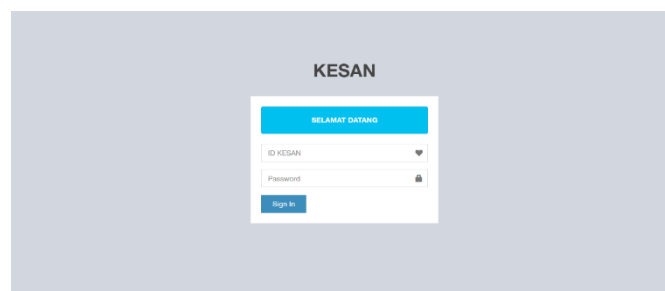 KESAN
SELAMAT DATANG
ID KESAN
Password
Sign In